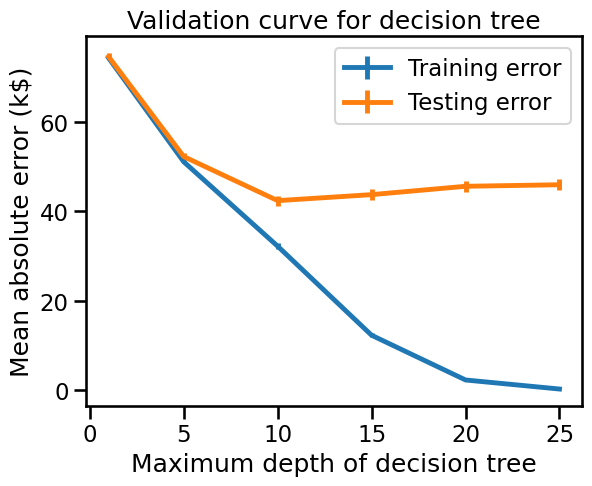 Validation curve for decision tree
Training error
Testing error
Mean absolute error (k$)
60
40
20
0
0 5 10 15 20 25
Maximum depth of decision tree